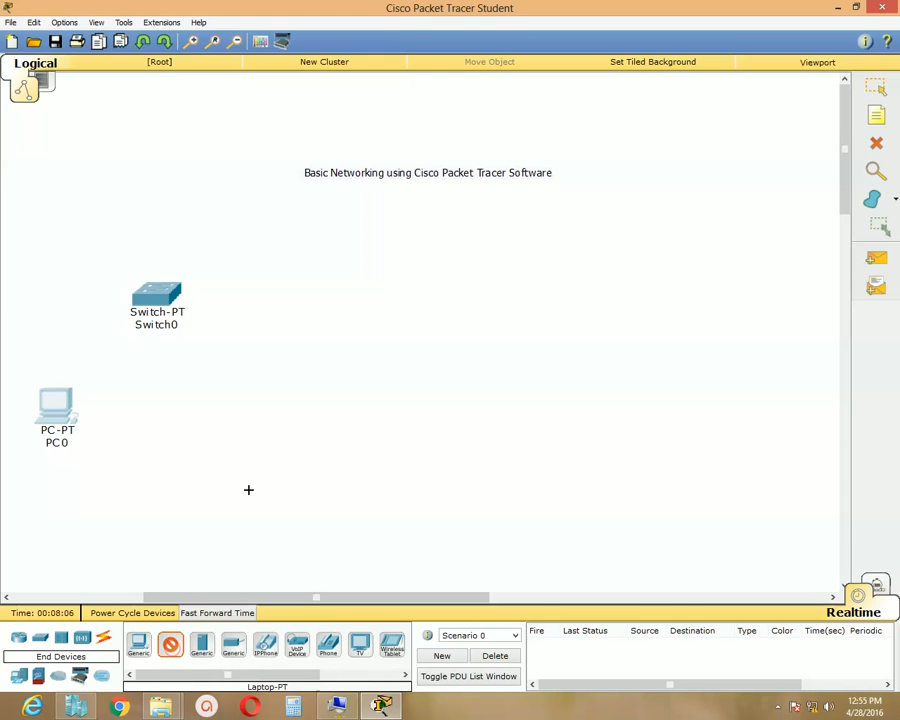 Cisco Packet Tracer Student
File Edit Options View Tools Extensions Help
Logical [Root] New Cluster Move Object Set Tiled Background Viewport
Basic Networking using Cisco Packet Tracer Software
Switch-PT
Switch0
PC-PT
PC0
Time: 00:08:06 Power Cycle Devices Fast Forward Time Realtime
Fire Last Status Source Destination Type Color Time(sec) Periodic
Scenario 0
Generic Generic Generic IPPhone VoIP Device Phone TV Wireless Tablet
End Devices
New Delete
Toggle PDU List Window
Laptop-PT
12:55 PM
4/28/2016